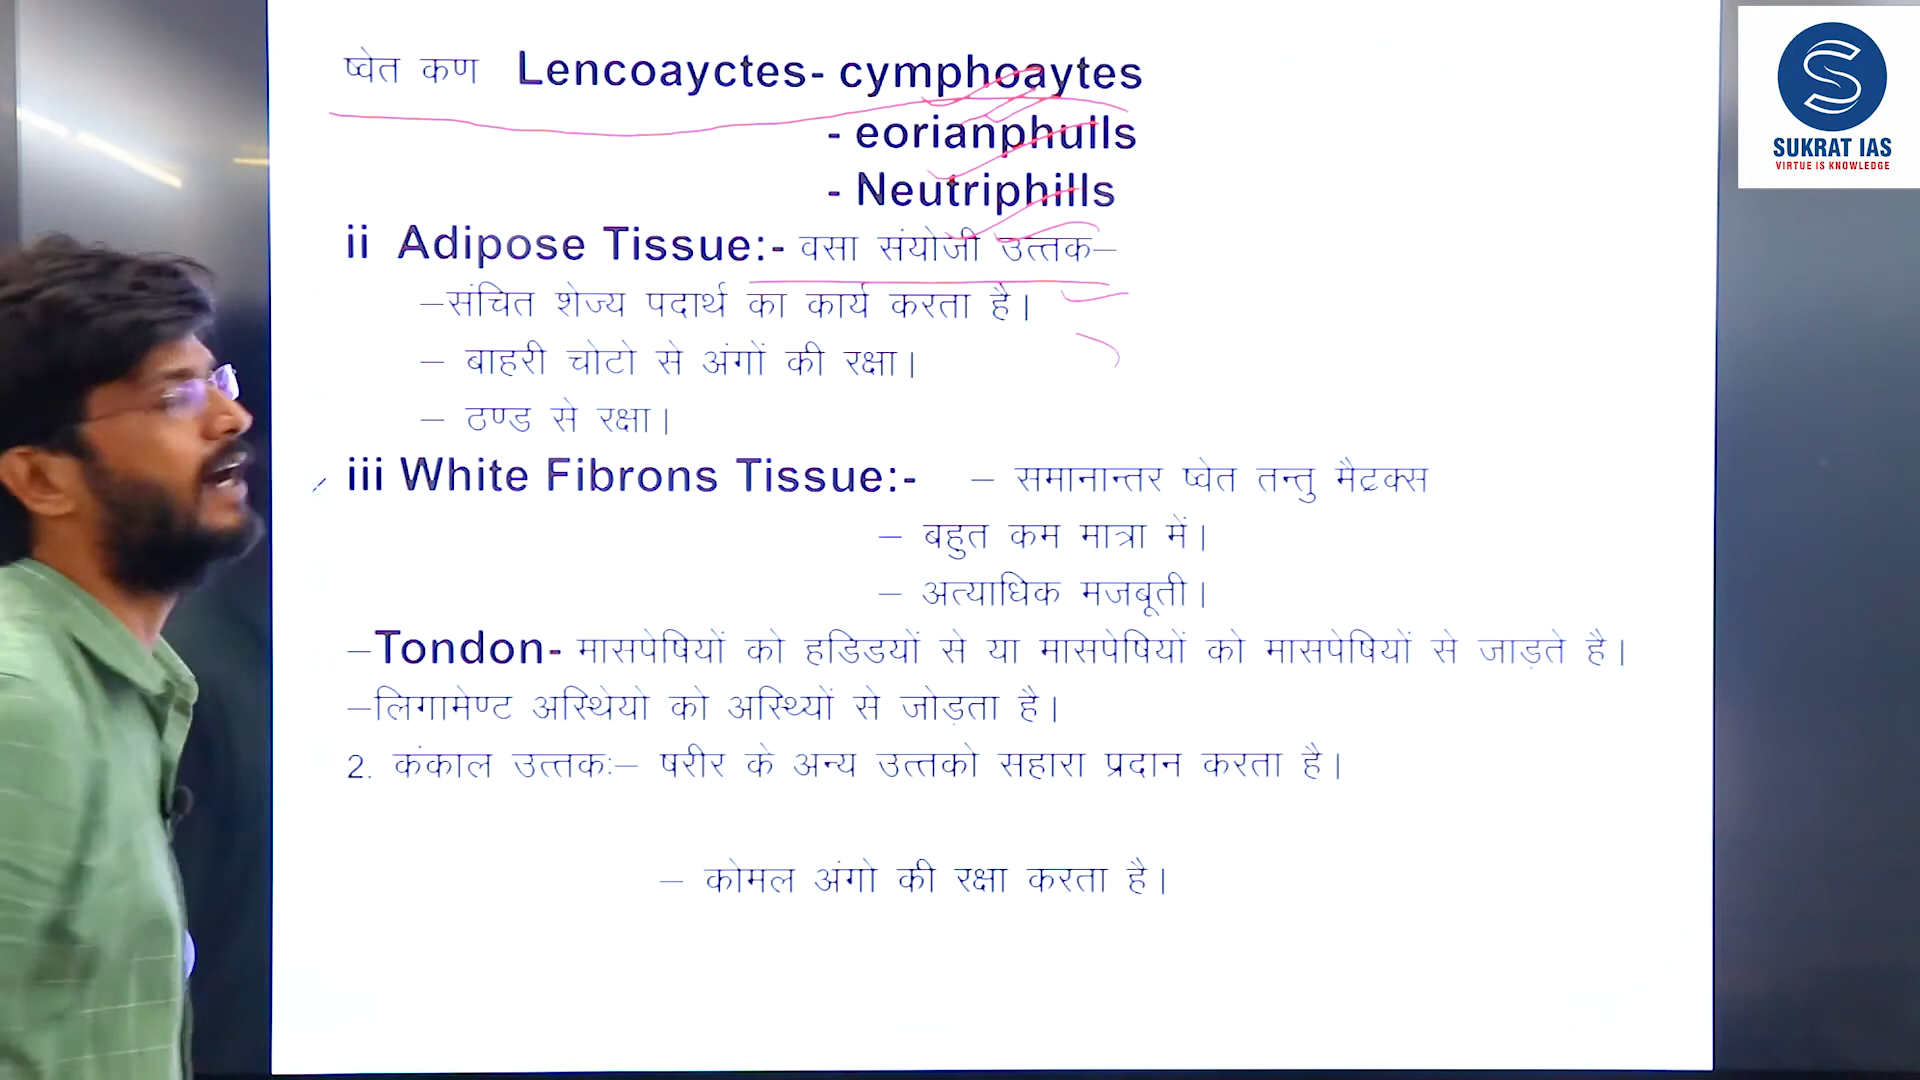 ष्वेत कण Lencoayctes- cymphoaytes
- eorianphuils
- Neutriphills
ii Adipose Tissue:- वसा संयोजी उत्तक–
–संचित शेज्य पदार्थ का कार्य करता है।
– बाहरी चोटो से अंगों की रक्षा।
– ठण्ड से रक्षा।
iii White Fibrons Tissue:- – समानान्तर ष्वेत तन्तु मैट्रक्स
– बहुत कम मात्रा में।
– अत्याधिक मजबूती।
–Tondon- मासपेषियों को हडिडयों से या मासपेषियों को मासपेषियों से जाड़ते है।
–लिगामेण्ट अस्थियो को अस्थ्यिों से जोड़ता है।
2. कंकाल उत्तकः– षरीर के अन्य उत्तको सहारा प्रदान करता है।
– कोमल अंगो की रक्षा करता है।
SUKRAT IAS
VIRTUE IS KNOWLEDGE